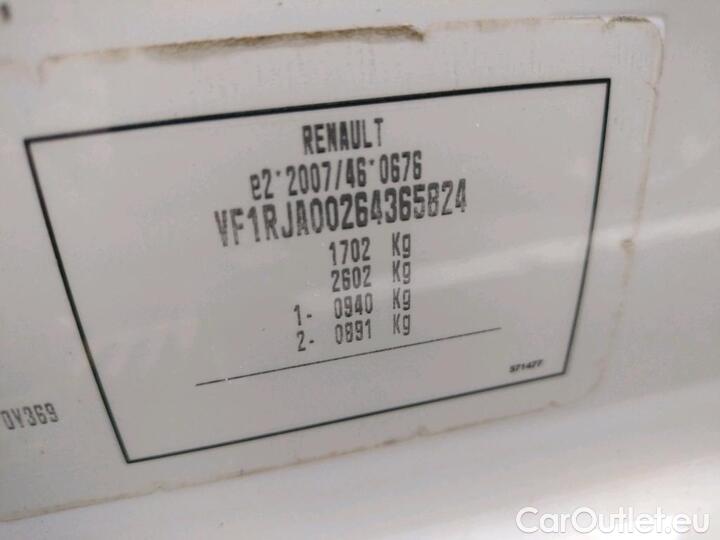 RENAULT
e2*2007/46*0676
VF1RJA00264365824
1702 Kg
2602 Kg
1- 0940 Kg
2- 0891 Kg
571477
0V369
CarOutlet.eu